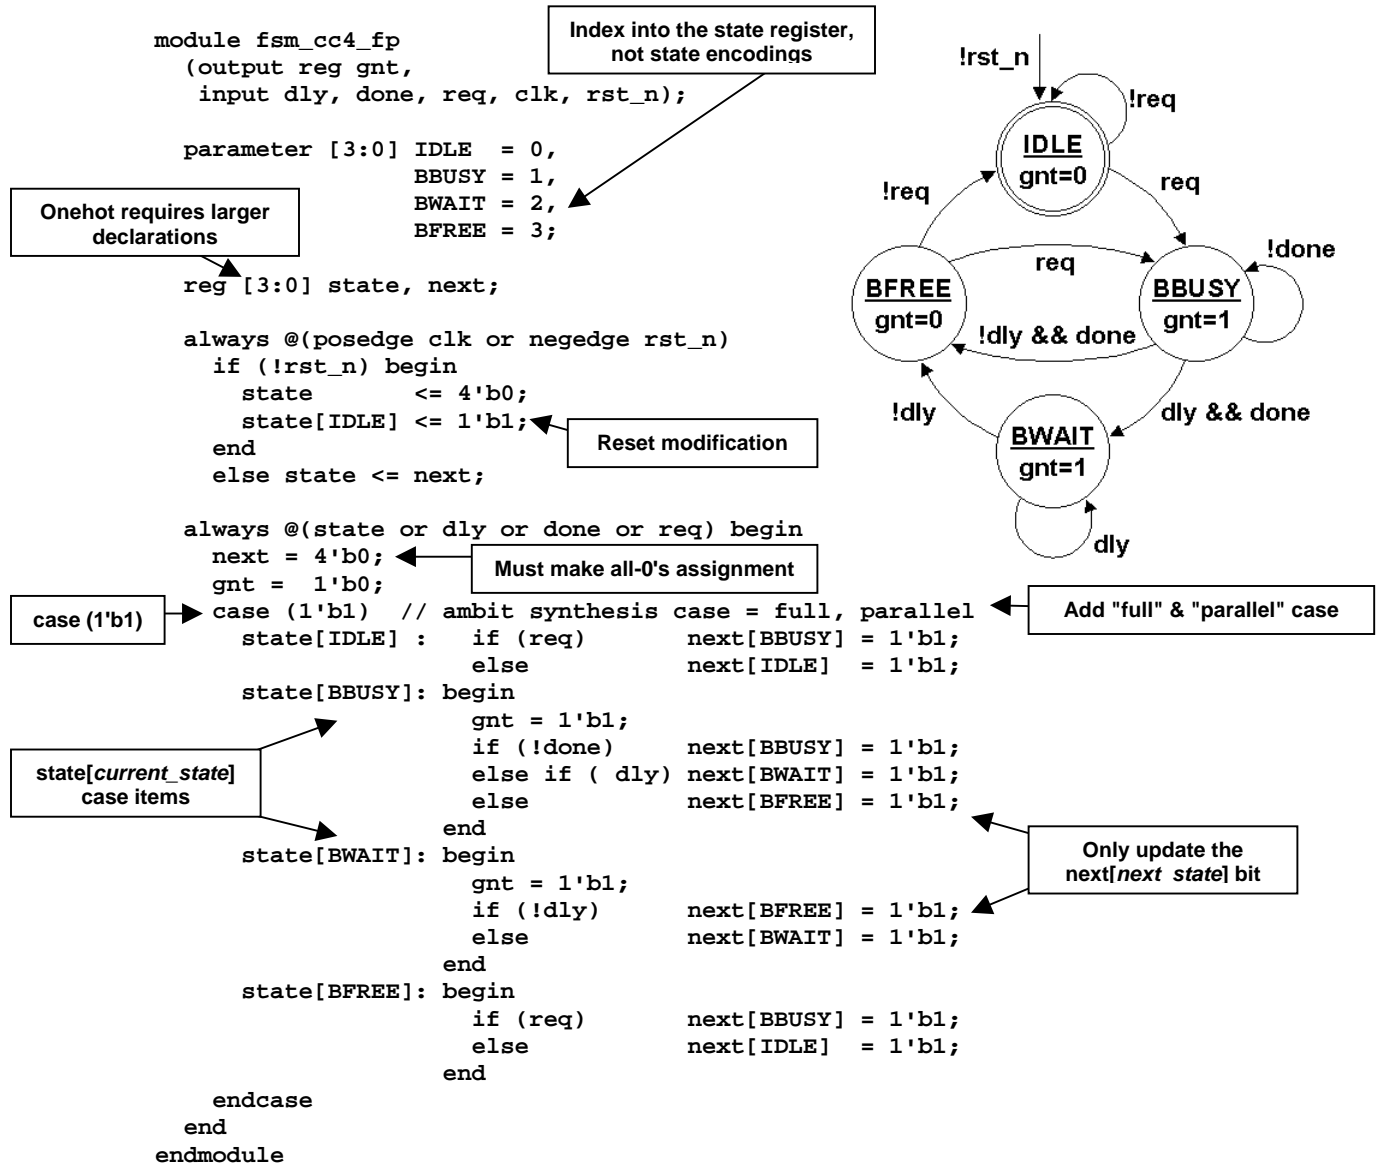 module fsm_cc4_fp
(output reg gnt,
input dly, done, req, clk, rst_n);
parameter [3:0] IDLE = 0,
BBUSY = 1,
BWAIT = 2,
BFREE = 3;
reg [3:0] state, next;
always @(posedge clk or negedge rst_n)
if (!rst_n) begin
state <= 4'b0;
state[IDLE] <= 1'b1;
end
else state <= next;
always @(state or dly or done or req) begin
next = 4'b0;
gnt = 1'b0;
case (1'b1) // ambit synthesis case = full, parallel
state[IDLE] : if (req) next[BBUSY] = 1'b1;
else next[IDLE] = 1'b1;
state[BBUSY]: begin
gnt = 1'b1;
if (!done) next[BBUSY] = 1'b1;
else if ( dly) next[BWAIT] = 1'b1;
else next[BFREE] = 1'b1;
end
state[BWAIT]: begin
gnt = 1'b1;
if (!dly) next[BFREE] = 1'b1;
else next[BWAIT] = 1'b1;
end
state[BFREE]: begin
if (req) next[BBUSY] = 1'b1;
else next[IDLE] = 1'b1;
end
endcase
end
endmodule
Index into the state register,
not state encodings
Onehot requires larger
declarations
Reset modification
Must make all-0's assignment
case (1'b1)
Add "full" & "parallel" case
state[current_state]
case items
Only update the
next[next_state] bit
!rst_n
!req
IDLE
gnt=0
!req
req
req
!done
BFREE
gnt=0
BBUSY
gnt=1
!dly && done
!dly
dly && done
BWAIT
gnt=1
dly